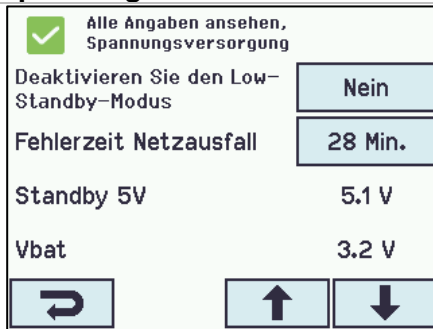 Alle Angaben ansehen,
Spannungsversorgung
Deaktivieren Sie den Low-
Standby-Modus
Nein
Fehlerzeit Netzausfall
28 Min.
Standby 5V
5.1 V
Vbat
3.2 V